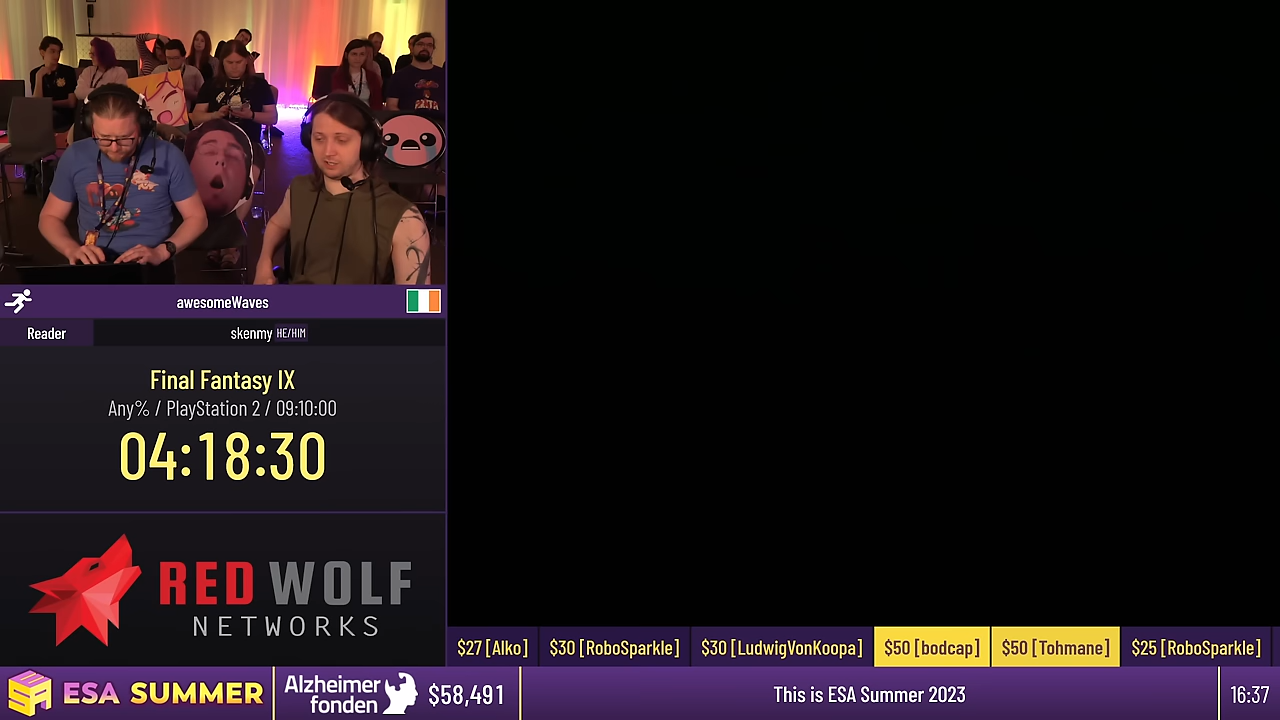 awesomeWaves
Reader
skenmy HE/HIM
Final Fantasy IX
Any% / PlayStation 2 / 09:10:00
04:18:30
RED WOLF
NETWORKS
$27 [Alko]
$30 [RoboSparkle]
$30 [LudwigVonKoopa]
$50 [bodcap]
$50 [Tohmane]
$25 [RoboSparkle]
ESA SUMMER
Alzheimer
fonden
$58,491
This is ESA Summer 2023
16:37